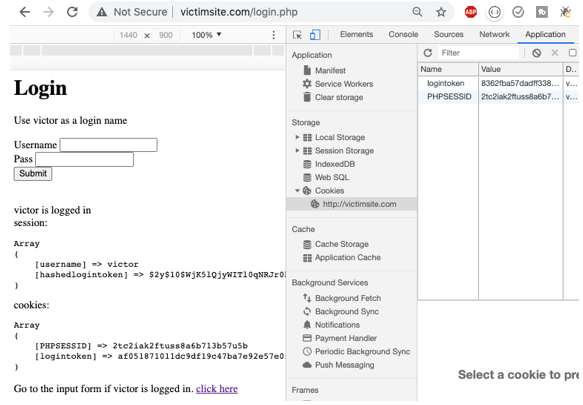 Not Secure | victimsite.com/login.php
ABP
1440 x 900 100% ▼
Elements Console Sources Network Application
Login
Use victor as a login name
Username
Pass
Submit
victor is logged in
session:
Array
(
[username] => victor
[hashedlogintoken] =>
)
cookies:
Array
(
[PHPSESSID] => 2tc2iak2ftuss8a6b713b57u5b
[logintoken] =>
)
Go to the input form if victor is logged in. click here
Application
Manifest
Service Workers
Clear storage
Storage
Local Storage
Session Storage
IndexedDB
Web SQL
Cookies
http://victimsite.com
Cache
Cache Storage
Application Cache
Background Services
Background Fetch
Background Sync
Notifications
Payment Handler
Periodic Background Sync
Push Messaging
Frames
Filter
Name Value D..
logintoken 8362fba57dadff338... v...
PHPSESSID 2tc2iak2ftuss8a6b7... v...
Select a cookie to pre